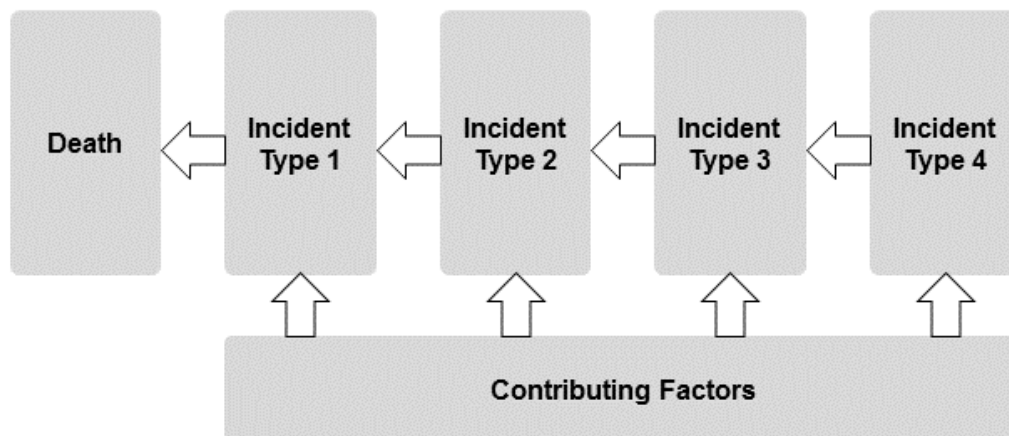 Death
Incident
Type 1
Incident
Type 2
Incident
Type 3
Incident
Type 4
Contributing Factors